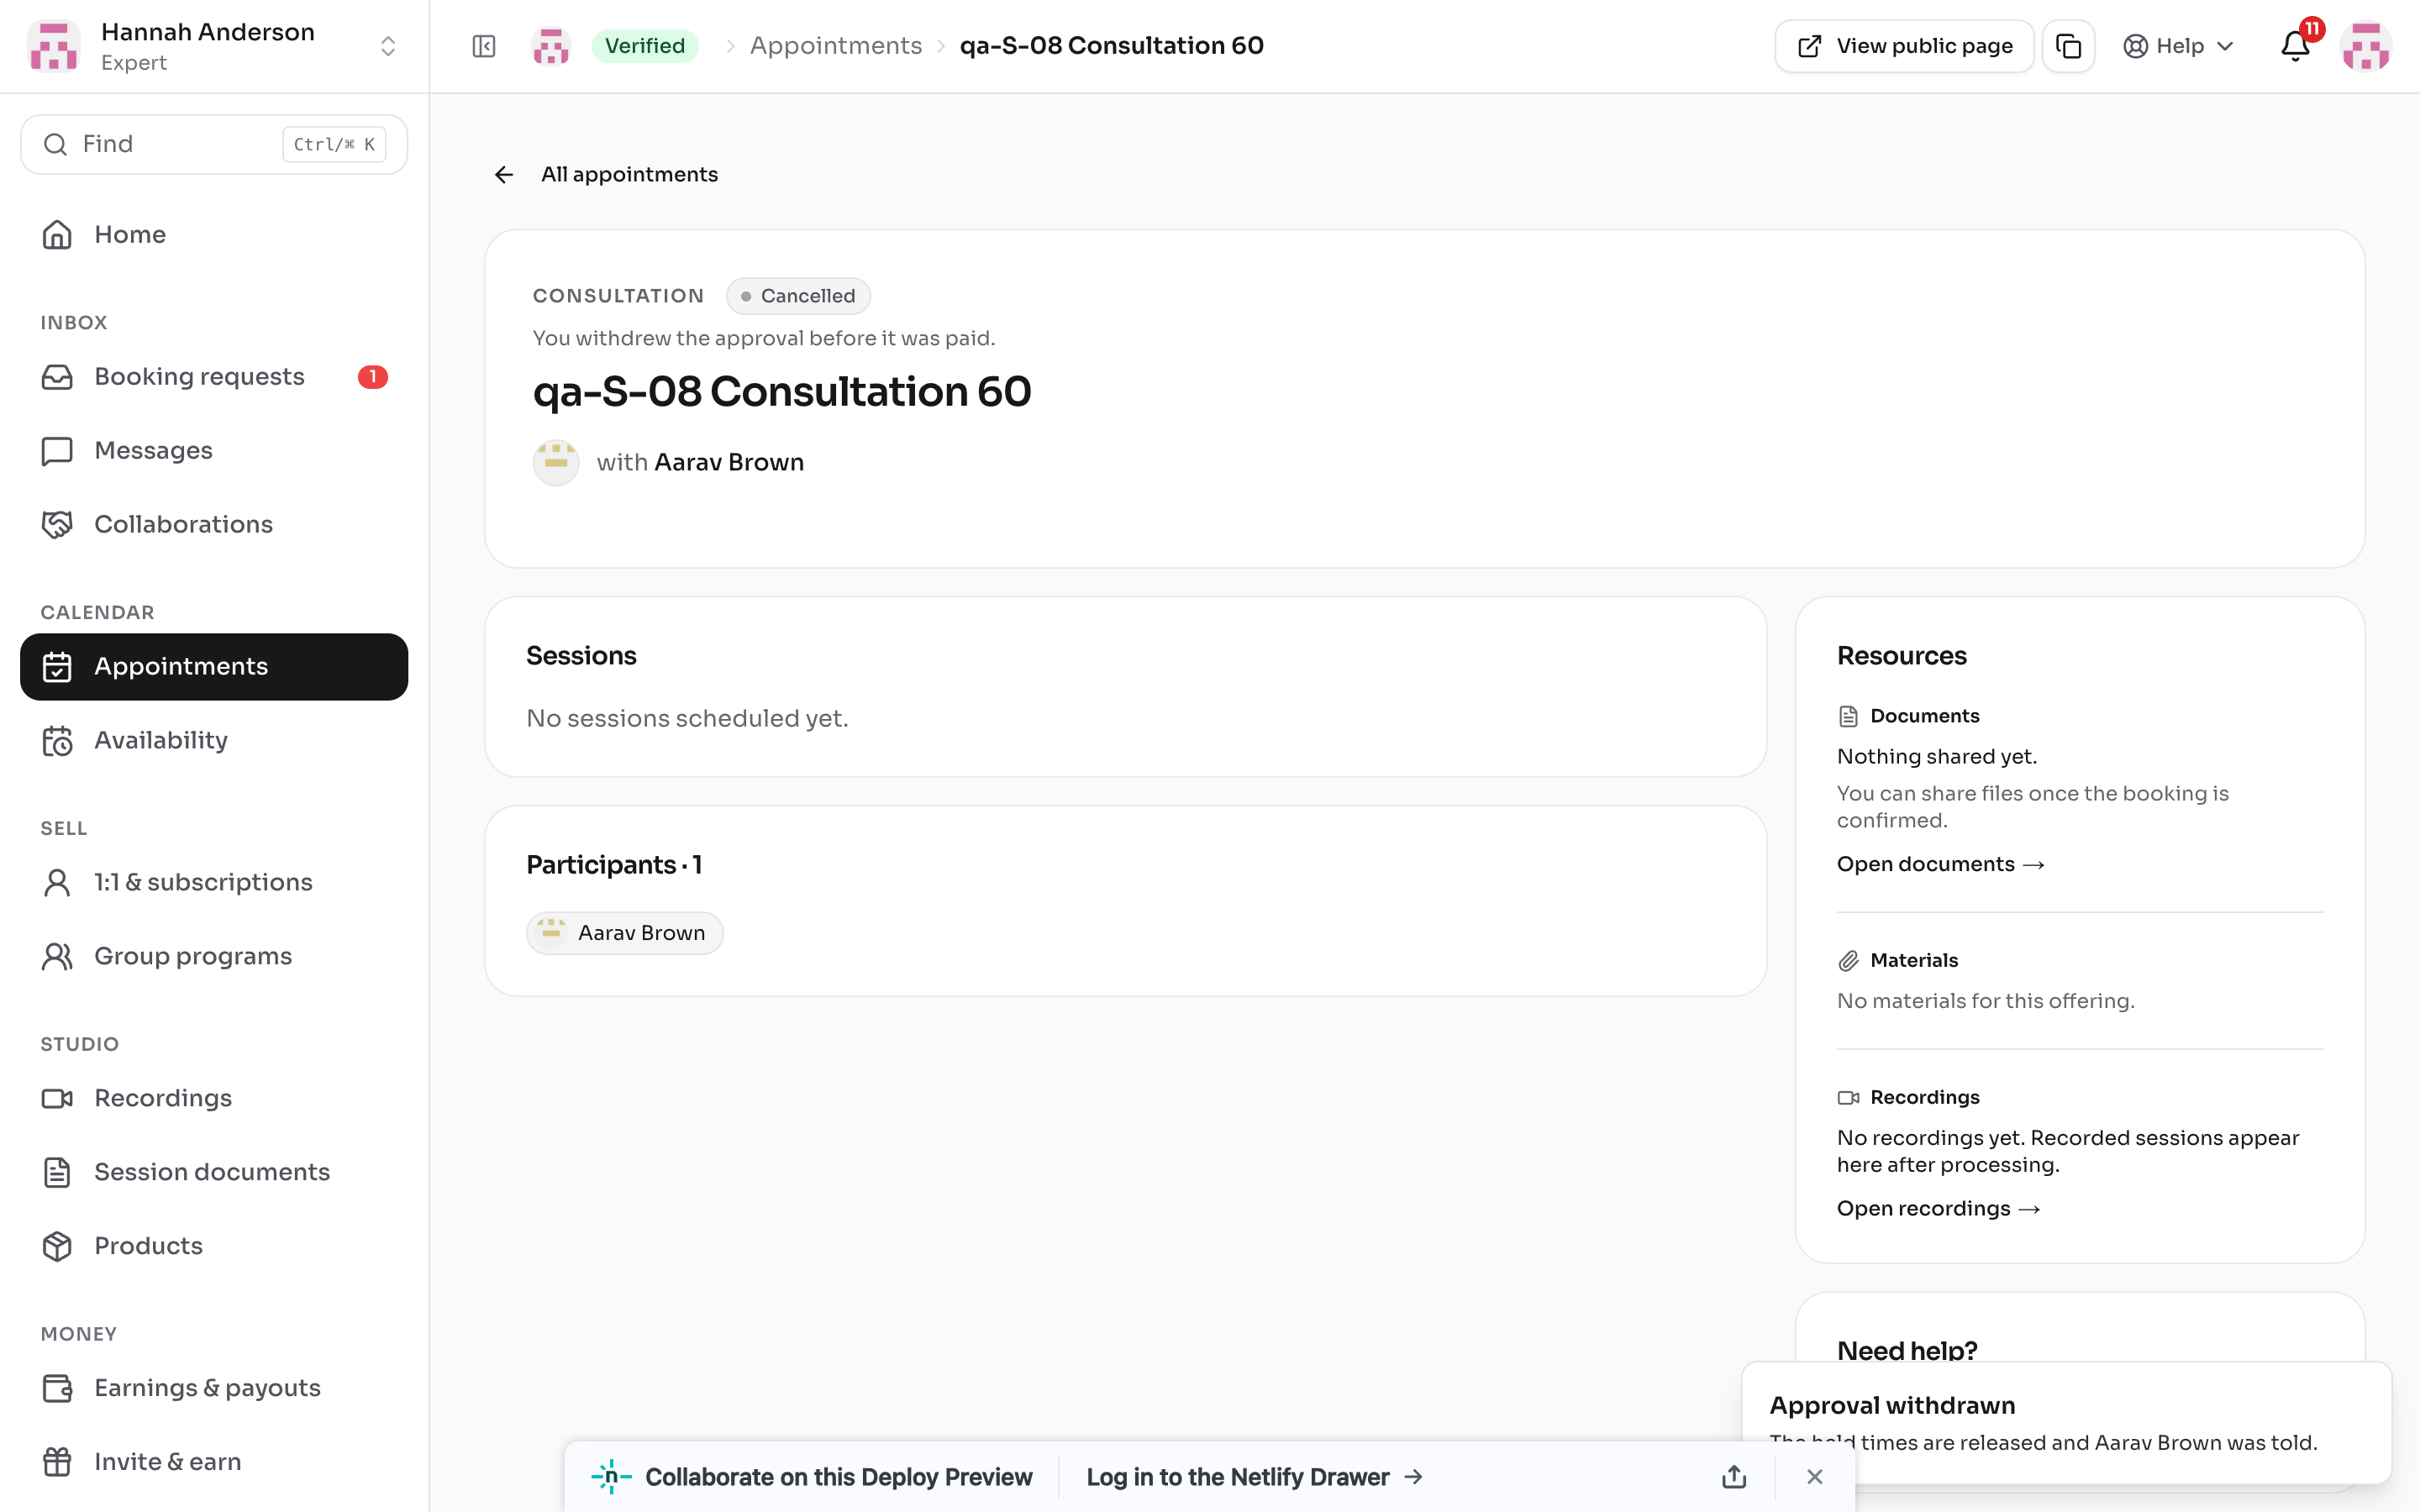 Hannah Anderson
Expert
Find
Ctrl/⌘ K
Home
INBOX
Booking requests
1
Messages
Collaborations
CALENDAR
Appointments
Availability
SELL
1:1 & subscriptions
Group programs
STUDIO
Recordings
Session documents
Products
MONEY
Earnings & payouts
Invite & earn
Verified
Appointments
qa-S-08 Consultation 60
View public page
Help
11
All appointments
CONSULTATION
Cancelled
You withdrew the approval before it was paid.
qa-S-08 Consultation 60
with Aarav Brown
Sessions
No sessions scheduled yet.
Participants · 1
Aarav Brown
Resources
Documents
Nothing shared yet.
You can share files once the booking is
confirmed.
Open documents →
Materials
No materials for this offering.
Recordings
No recordings yet. Recorded sessions appear
here after processing.
Open recordings →
Need help?
Approval withdrawn
The held times are released and Aarav Brown was told.
Collaborate on this Deploy Preview
Log in to the Netlify Drawer →